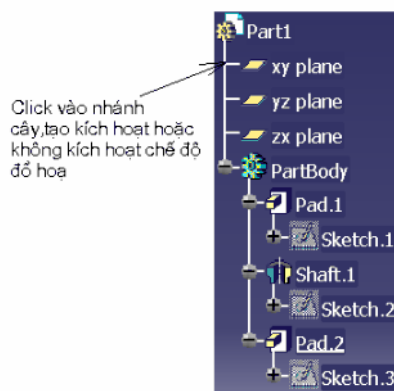 Part1
xy plane
yz plane
zx plane
Click vào nhánh
cây,tạo kích hoạt hoặc
không kích hoạt chế độ
đồ hoạ
PartBody
Pad.1
Sketch.1
Shaft.1
Sketch.2
Pad.2
Sketch.3